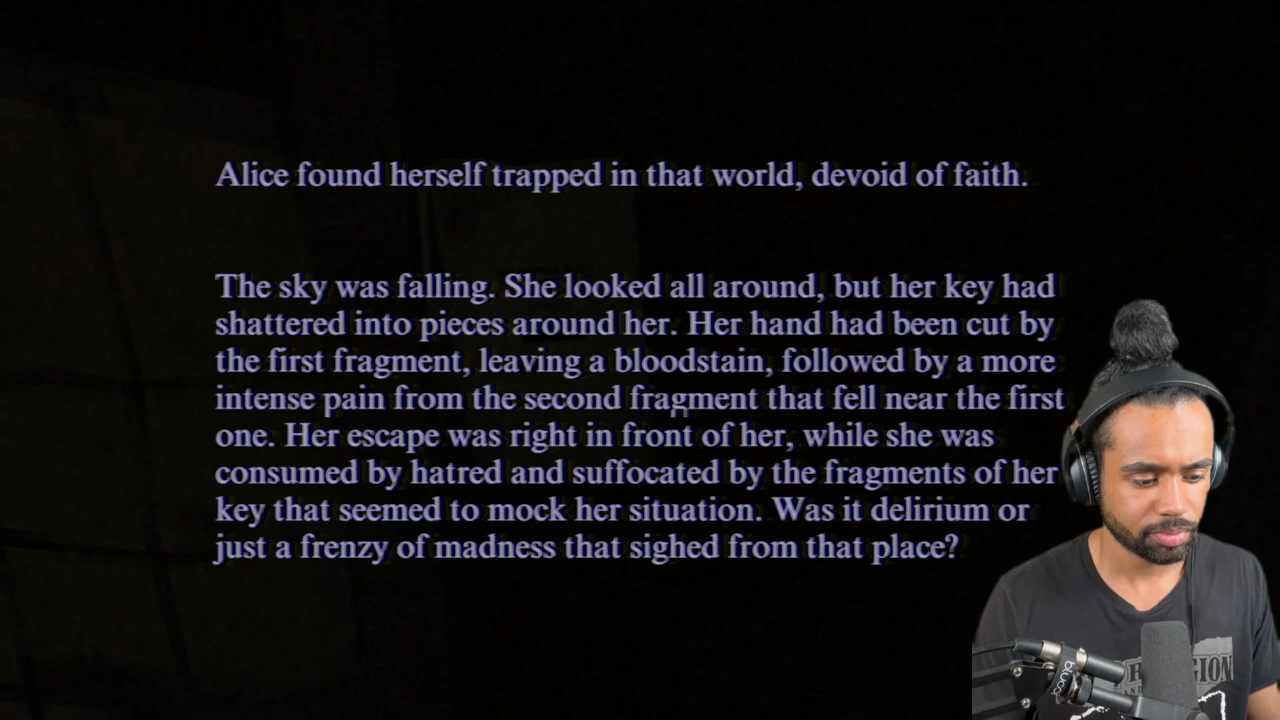 Alice found herself trapped in that world, devoid of faith.
The sky was falling. She looked all around, but her key had
shattered into pieces around her. Her hand had been cut by
the first fragment, leaving a bloodstain, followed by a more
intense pain from the second fragment that fell near the first
one. Her escape was right in front of her, while she was
consumed by hatred and suffocated by the fragments of her
key that seemed to mock her situation. Was it delirium or
just a frenzy of madness that sighed from that place?